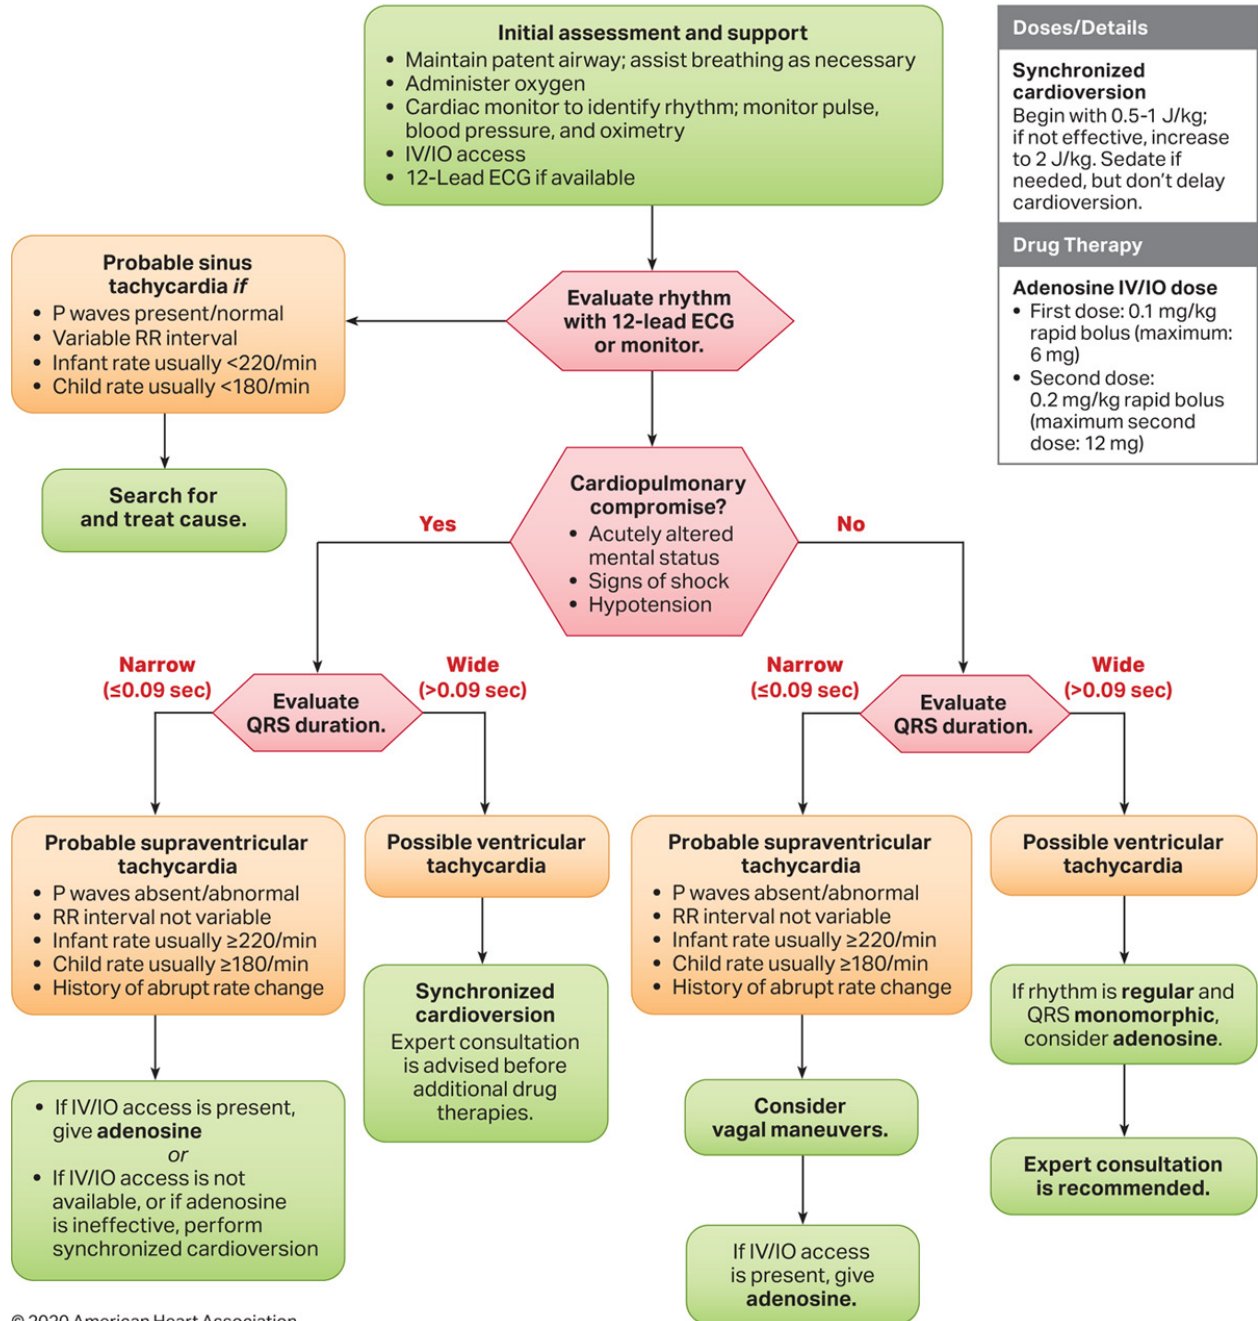 Initial assessment and support
• Maintain patent airway; assist breathing as necessary
• Administer oxygen
• Cardiac monitor to identify rhythm; monitor pulse,
blood pressure, and oximetry
• IV/IO access
• 12-Lead ECG if available
Doses/Details
Synchronized
cardioversion
Begin with 0.5-1 J/kg;
if not effective, increase
to 2 J/kg. Sedate if
needed, but don't delay
cardioversion.
Drug Therapy
Adenosine IV/IO dose
• First dose: 0.1 mg/kg
rapid bolus (maximum:
6 mg)
• Second dose:
0.2 mg/kg rapid bolus
(maximum second
dose: 12 mg)
Probable sinus
tachycardia if
• P waves present/normal
• Variable RR interval
• Infant rate usually <220/min
• Child rate usually <180/min
Evaluate rhythm
with 12-lead ECG
or monitor.
Search for
and treat cause.
Cardiopulmonary
compromise?
• Acutely altered
mental status
• Signs of shock
• Hypotension
Yes
No
Narrow
(≤0.09 sec)
Wide
(>0.09 sec)
Evaluate
QRS duration.
Narrow
(≤0.09 sec)
Wide
(>0.09 sec)
Evaluate
QRS duration.
Probable supraventricular
tachycardia
• P waves absent/abnormal
• RR interval not variable
• Infant rate usually ≥220/min
• Child rate usually ≥180/min
• History of abrupt rate change
Possible ventricular
tachycardia
Probable supraventricular
tachycardia
• P waves absent/abnormal
• RR interval not variable
• Infant rate usually ≥220/min
• Child rate usually ≥180/min
• History of abrupt rate change
Possible ventricular
tachycardia
• If IV/IO access is present,
give adenosine
or
• If IV/IO access is not
available, or if adenosine
is ineffective, perform
synchronized cardioversion
Synchronized
cardioversion
Expert consultation
is advised before
additional drug
therapies.
Consider
vagal maneuvers.
If IV/IO access
is present, give
adenosine.
If rhythm is regular and
QRS monomorphic,
consider adenosine.
Expert consultation
is recommended.
© 2020 American Heart Association